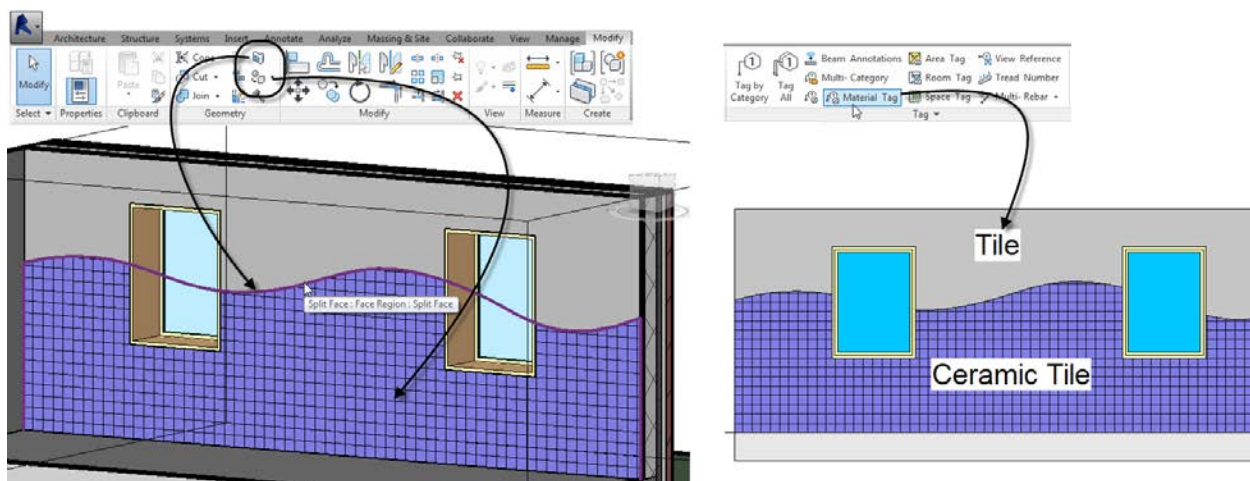 Architecture Structure Systems Insert Annotate Analyze Massing & Site Collaborate View Manage Modify
Modify
Paste
Cope
Cut
Join
Select Properties Clipboard Geometry Modify View Measure Create
Split Face : Face Region : Split Face
Tag by Category
Tag All
Beam Annotations
Multi- Category
Material Tag
Area Tag
Room Tag
Space Tag
View Reference
Tread Number
Multi- Rebar
Tag
Tile
Ceramic Tile